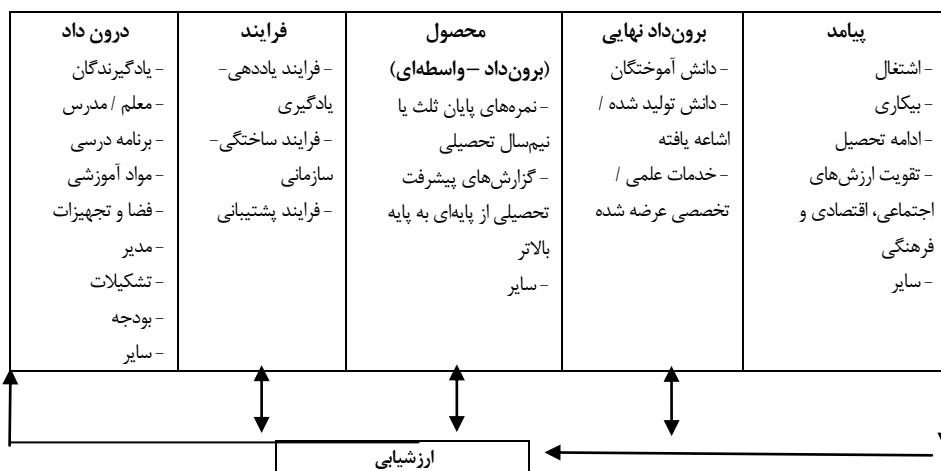 درون داد
- یادگیرندگان
- معلم / مدرس
- برنامه درسی
- مواد آموزشی
- فضا و تجهیزات
- مدیر
- تشکیلات
- بودجه
- سایر
فرایند
- فرایند یاددهی-
یادگیری
- فرایند ساختگی-
سازمانی
- فرایند پشتیبانی
محصول
(برون‌داد –واسطه‌ای)
- نمره‌های پایان ثلث یا
نیم‌سال تحصیلی
- گزارش‌های پیشرفت
تحصیلی از پایه‌ای به پایه
بالاتر
- سایر
برون‌داد نهایی
- دانش آموختگان
- دانش تولید شده /
اشاعه یافته
- خدمات علمی /
تخصصی عرضه شده
پیامد
- اشتغال
- بیکاری
- ادامه تحصیل
- تقویت ارزش‌های
اجتماعی، اقتصادی و
فرهنگی
- سایر
ارزشیابی